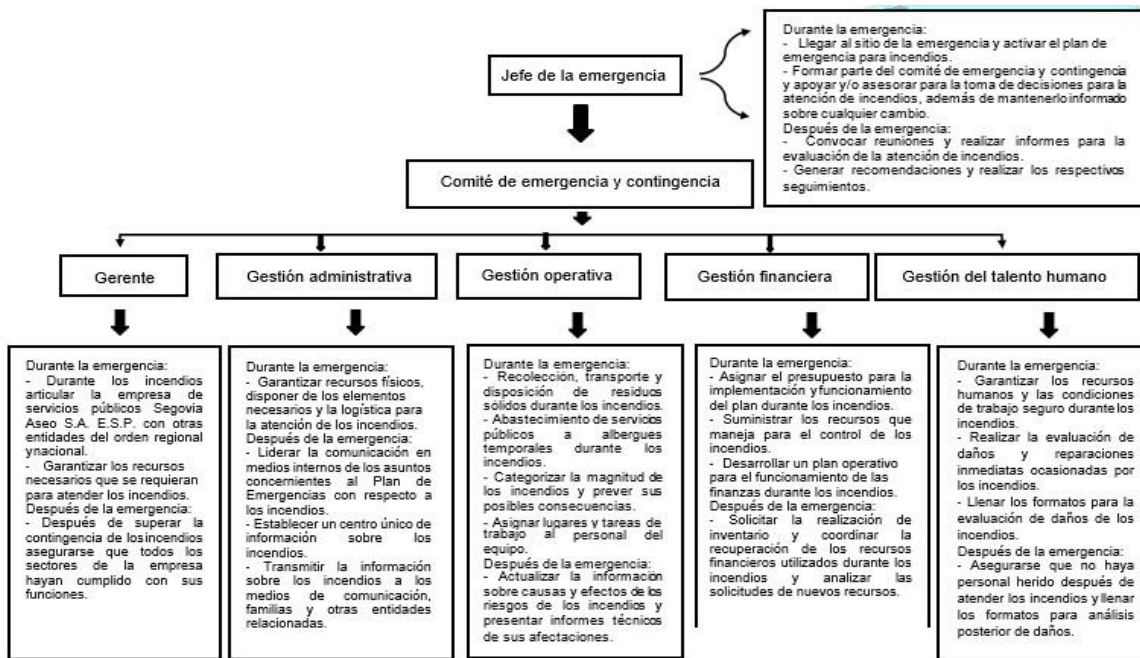 Durante la emergencia:
- Llegar al sitio de la emergencia y activar el plan de
emergencia para incendios.
- Formar parte del comité de emergencia y contingencia
y apoyar y/o asesorar para la toma de decisiones para la
atención de incendios, además de mantenerlo informado
sobre cualquier cambio.
Después de la emergencia:
- Convocar reuniones y realizar informes para la
evaluación de la atención de incendios.
- Generar recomendaciones y realizar los respectivos
seguimientos.
Jefe de la emergencia
Comité de emergencia y contingencia
Gerente
Gestión administrativa
Gestión operativa
Gestión financiera
Gestión del talento humano
Durante la emergencia:
- Durante los incendios
articular la empresa de
servicios públicos Segovia
Aseo S.A. E.S.P. con otras
entidades del orden regional
ynacional.
- Garantizar los recursos
necesarios que se requieran
para atender los incendios.
Después de la emergencia:
- Después de superar la
contingencia de losincendios
asegurarse que todos los
sectores de la empresa
hayan cumplido con sus
funciones.
Durante la emergencia:
- Garantizar recursos físicos,
disponer de los elementos
necesarios y la logística para
la atención de los incendios.
Después de la emergencia:
- Liderar la comunicación en
medios internos de los asuntos
concernientes al Plan de
Emergencias con respecto a
los incendios.
- Establecer un centro único de
información sobre los
incendios.
- Transmitir la información
sobre los incendios a los
medios de comunicación,
familias y otras entidades
relacionadas.
Durante la emergencia:
- Recolección, transporte y
disposición de residuos
sólidos durante los incendios.
- Abastecimiento de servicios
públicos a albergues
temporales durante los
incendios.
- Categorizar la magnitud de
los incendios y prever sus
posibles consecuencias.
- Asignar lugares y tareas de
trabajo al personal del
equipo.
Después de la emergencia:
- Actualizar la información
sobre causas y efectos de los
riesgos de los incendios y
presentar informes técnicos
de sus afectaciones.
Durante la emergencia:
- Asignar el presupuesto para la
implementación y funcionamiento
del plan durante los incendios.
- Suministrar los recursos que
maneja para el control de los
incendios.
- Desarrollar un plan operativo
para el funcionamiento de las
finanzas durante los incendios.
Después de la emergencia:
- Solicitar la realización de
inventario y coordinar la
recuperación de los recursos
financieros utilizados durante los
incendios y analizar las
solicitudes de nuevos recursos.
Durante la emergencia:
- Garantizar los recursos
humanos y las condiciones
de trabajo seguro durante los
incendios.
- Realizar la evaluación de
daños y reparaciones
inmediatas ocasionados por
los incendios.
- Llenar los formatos para la
evaluación de daños de los
incendios.
Después de la emergencia:
- Asegurarse que no haya
personal herido después de
atender los incendios y llenar
los formatos para análisis
posterior de daños.